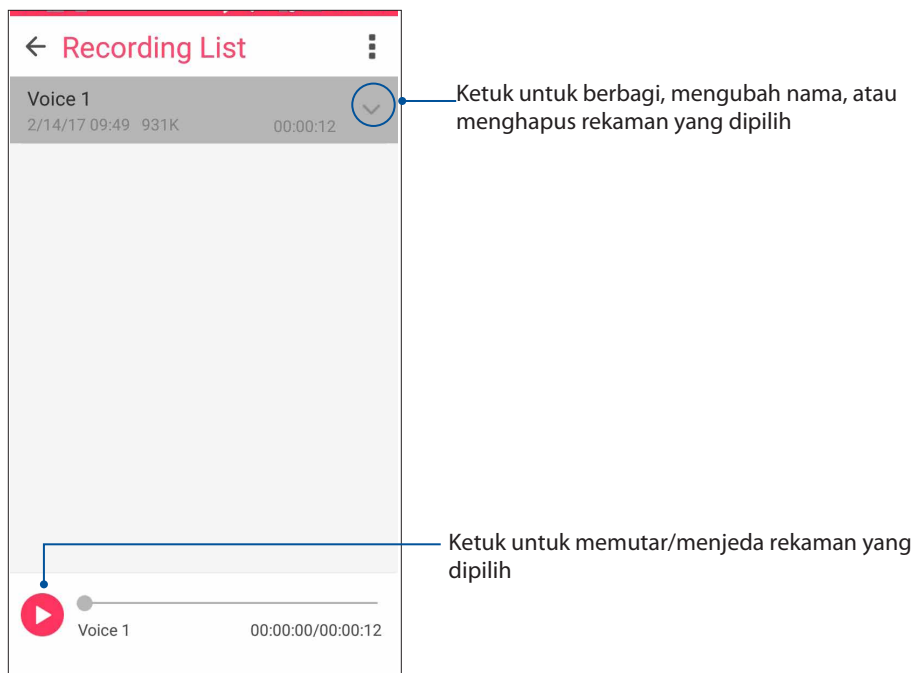 Recording List
Voice 1
2/14/17 09:49 931K 00:00:12
Ketuk untuk berbagi, mengubah nama, atau
menghapus rekaman yang dipilih
Ketuk untuk memutar/menjeda rekaman yang
dipilih
Voice 1 00:00:00/00:00:12